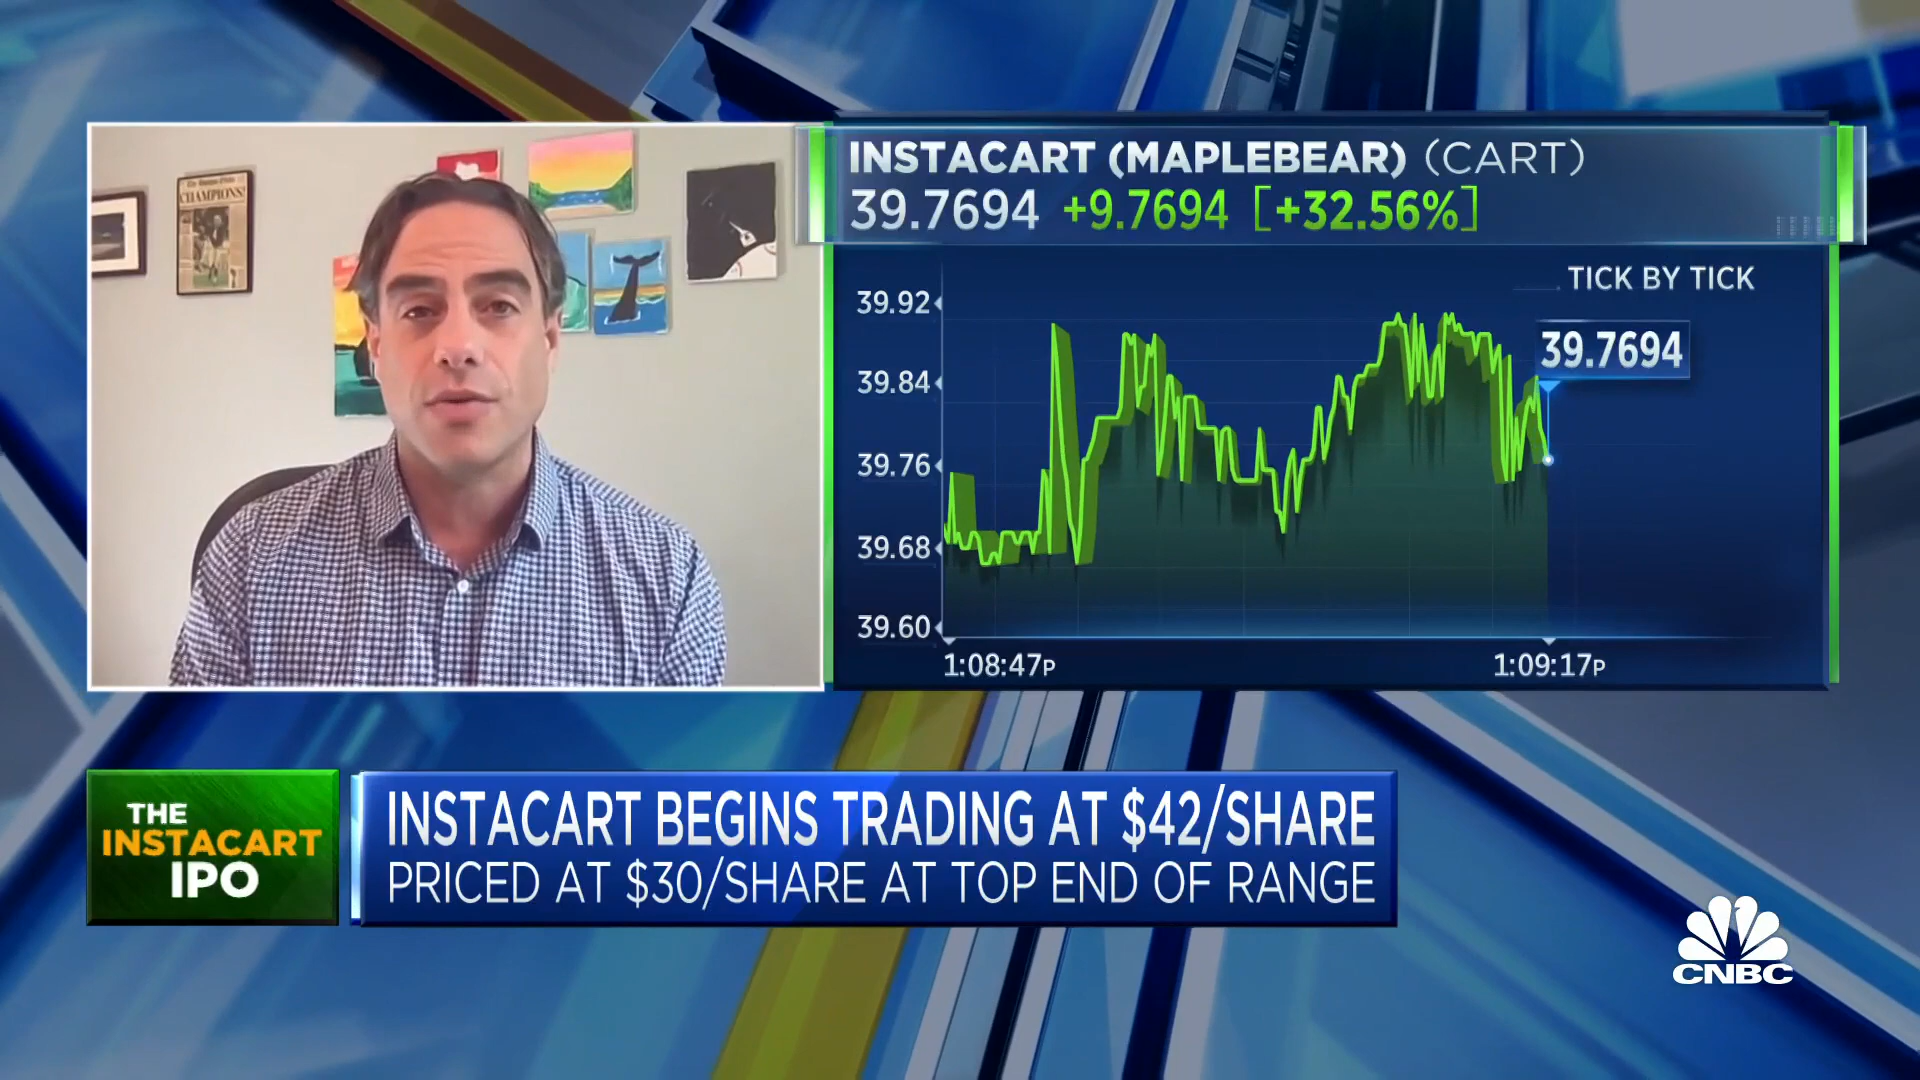 CHAMPIONS!
INSTACART (MAPLEBEAR) (CART)
39.7694 +9.7694 [+32.56%]
TICK BY TICK
39.92
39.84
39.76
39.68
39.60
39.7694
1:08:47P
1:09:17P
THE
INSTACART
IPO
INSTACART BEGINS TRADING AT $42/SHARE
PRICED AT $30/SHARE AT TOP END OF RANGE
CNBC